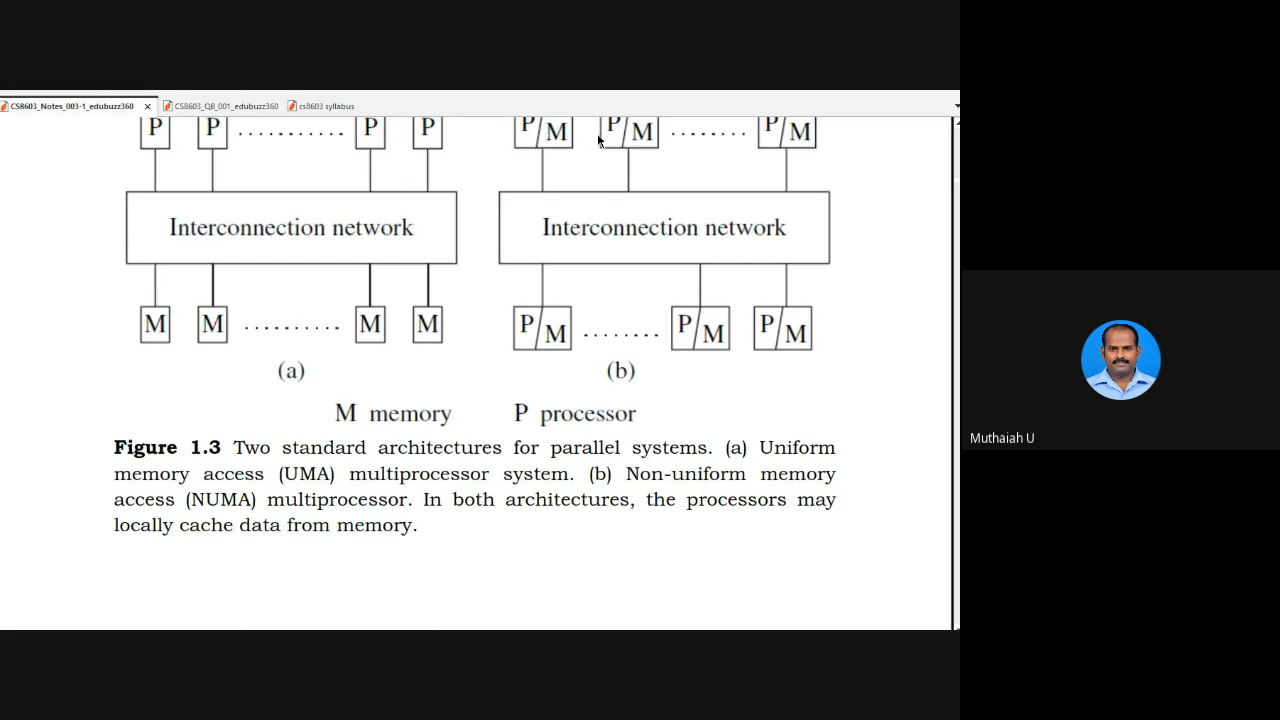 CS8603_Notes_003-1_edubuzz360 × CS8603_QB_001_edubuzz360 cs8603 syllabus
P P ........... P P P/M P/M ........ P/M
Interconnection network Interconnection network
M M .......... M M P/M ........ P/M P/M
(a) (b)
M memory P processor
Figure 1.3 Two standard architectures for parallel systems. (a) Uniform
memory access (UMA) multiprocessor system. (b) Non-uniform memory
access (NUMA) multiprocessor. In both architectures, the processors may
locally cache data from memory.
Muthaiah U